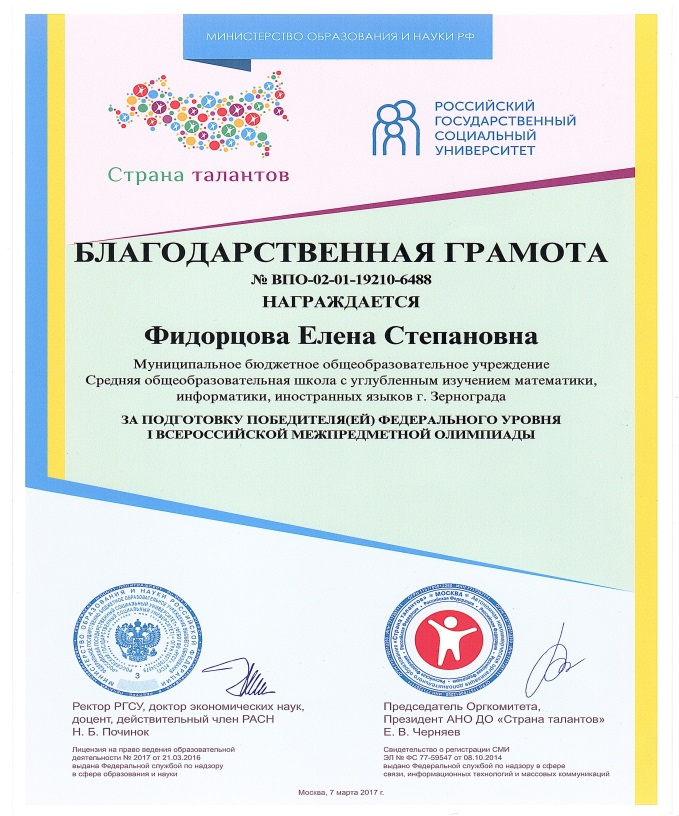 МИНИСТЕРСТВО ОБРАЗОВАНИЯ И НАУКИ РФ
Страна талантов
РОССИЙСКИЙ
ГОСУДАРСТВЕННЫЙ
СОЦИАЛЬНЫЙ
УНИВЕРСИТЕТ
БЛАГОДАРСТВЕННАЯ ГРАМОТА
№ ВПО-02-01-19210-6488
НАГРАЖДАЕТСЯ
Фидорцова Елена Степановна
Муниципальное бюджетное общеобразовательное учреждение
Средняя общеобразовательная школа с углубленным изучением математики,
информатики, иностранных языков г. Зернограда
ЗА ПОДГОТОВКУ ПОБЕДИТЕЛЯ(ЕЙ) ФЕДЕРАЛЬНОГО УРОВНЯ
I ВСЕРОССИЙСКОЙ МЕЖПРЕДМЕТНОЙ ОЛИМПИАДЫ
Ректор РГСУ, доктор экономических наук,
доцент, действительный член РАСН
Н. Б. Починок
Лицензия на право ведения образовательной
деятельности № 2017 от 21.03.2016
выдана Федеральной службой по надзору
в сфере образования и науки
Председатель Оргкомитета,
Президент АНО ДО «Страна талантов»
Е. В. Черняев
Свидетельство о регистрации СМИ
ЭЛ № ФС 77-59547 от 08.10.2014
выдано Федеральной службой по надзору в сфере
связи, информационных технологий и массовых коммуникаций
Москва, 7 марта 2017 г.